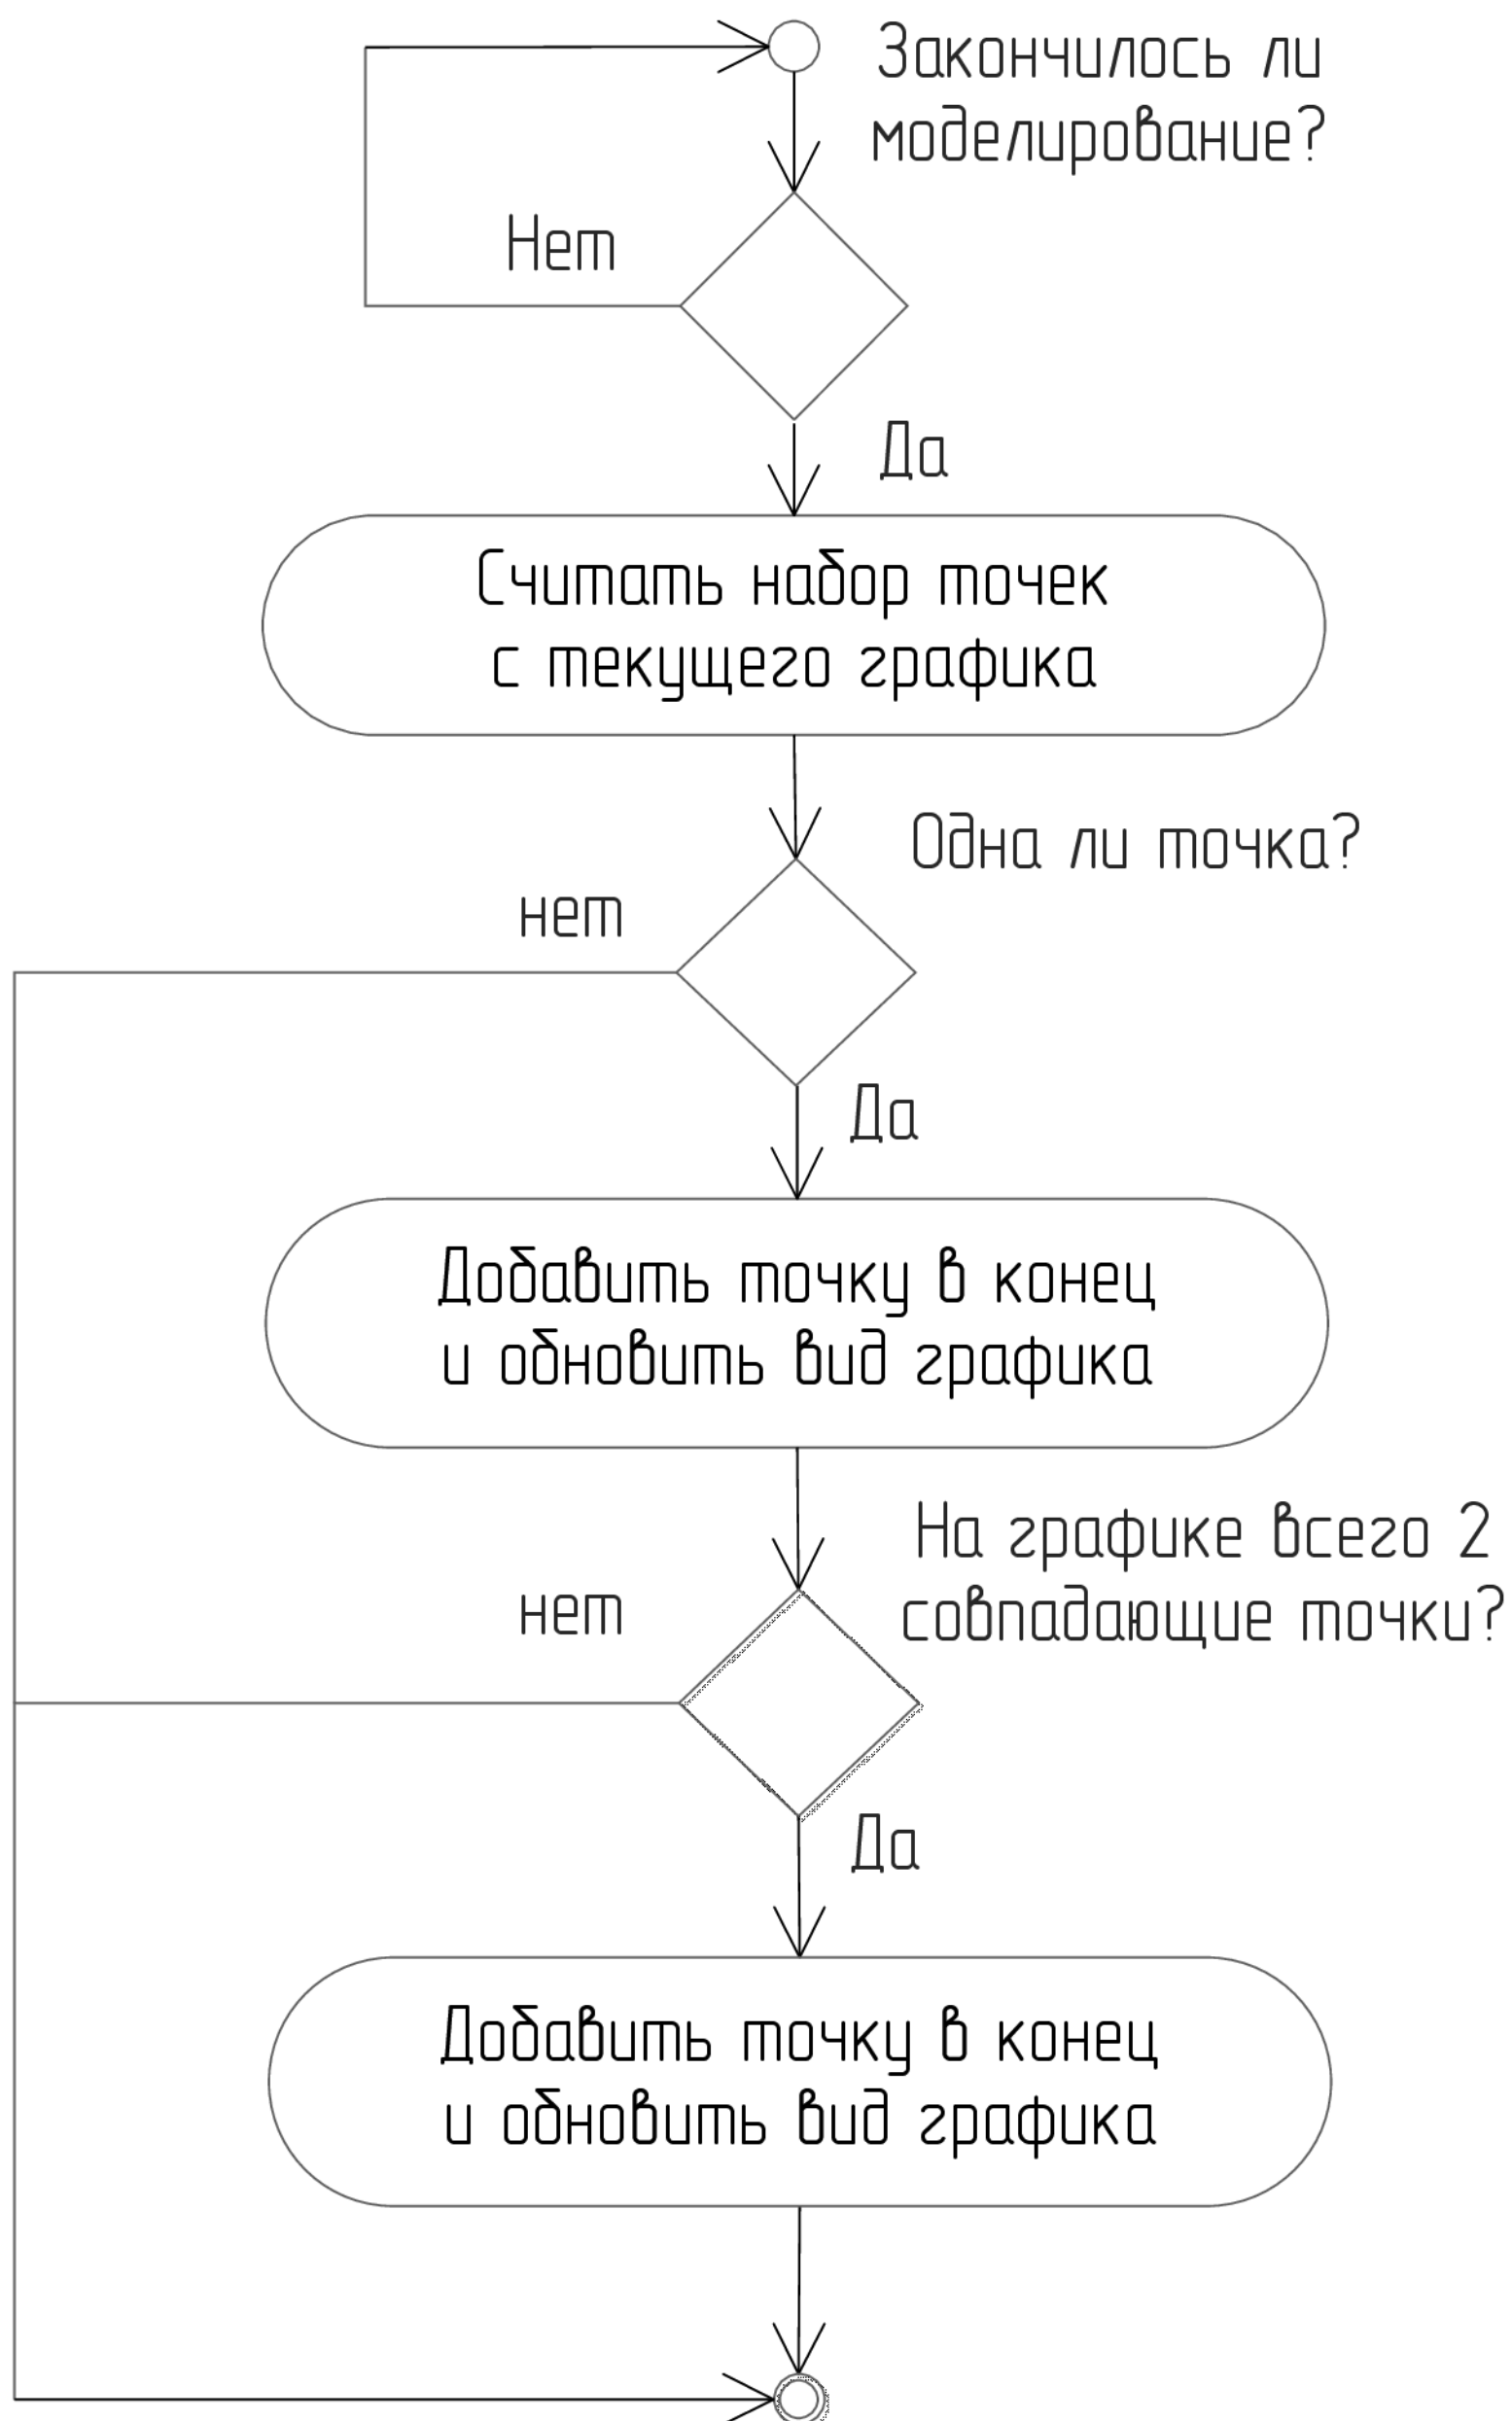 Закончилось ли
моделирование?
Нет
Да
Считать набор точек
с текущего графика
Одна ли точка?
нет
Да
Добавить точку в конец
и обновить вид графика
На графике всего 2
совпадающие точки?
нет
Да
Добавить точку в конец
и обновить вид графика